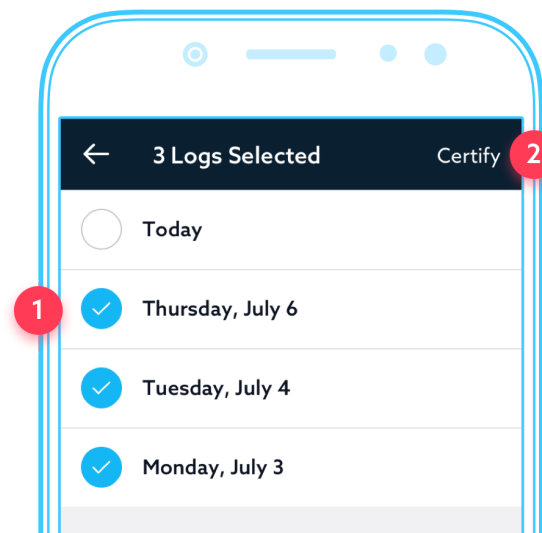 3 Logs Selected Certify 2
Today
1 Thursday, July 6
Tuesday, July 4
Monday, July 3